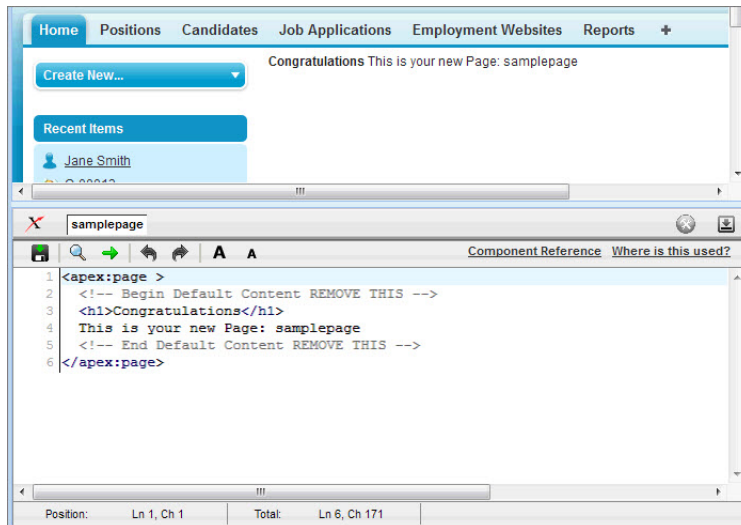 Home Positions Candidates Job Applications Employment Websites Reports +
Create New...
Congratulations This is your new Page: samplepage
Recent Items
Jane Smith
samplepage
A A Component Reference Where is this used?
1 <apex:page >
2 <!-- Begin Default Content REMOVE THIS -->
3 <h1>Congratulations</h1>
4 This is your new Page: samplepage
5 <!-- End Default Content REMOVE THIS -->
6 </apex:page>
Position: Ln 1, Ch 1 Total: Ln 6, Ch 171